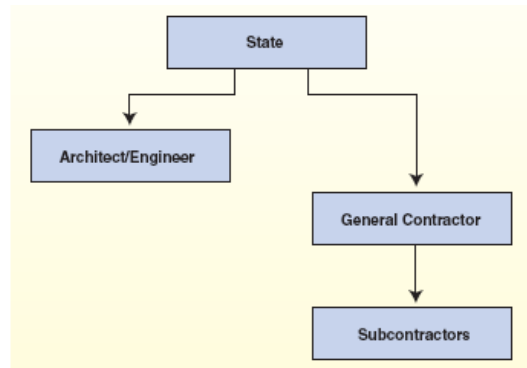 State
Architect/Engineer
General Contractor
Subcontractors